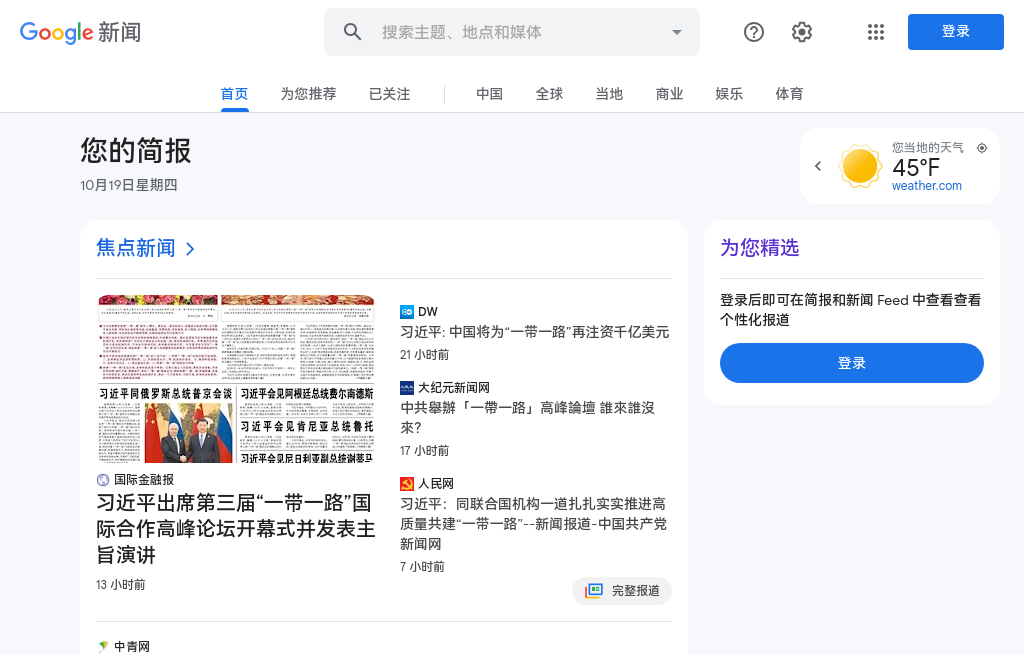 Google 新闻
搜索主题、地点和媒体
登录
首页 为您推荐 已关注 中国 全球 当地 商业 娱乐 体育
您的简报
10月19日星期四
您当地的天气
45°F
weather.com
焦点新闻
习近平同俄罗斯总统普京会谈
习近平会见阿根廷总统费尔南德斯
习近平会见肯尼亚总统鲁托
习近平会见尼日利亚副总统谢蒂马
国际金融报
习近平出席第三届“一带一路”国
际合作高峰论坛开幕式并发表主
旨演讲
13 小时前
DW
习近平: 中国将为“一带一路”再注资千亿美元
21 小时前
大纪元新闻网
中共舉辦「一帶一路」高峰論壇 誰來誰沒
來?
17 小时前
人民网
习近平：同联合国机构一道扎扎实实推进高
质量共建“一带一路”--新闻报道-中国共产党
新闻网
7 小时前
完整报道
中青网
为您精选
登录后即可在简报和新闻 Feed 中查看查看
个性化报道
登录